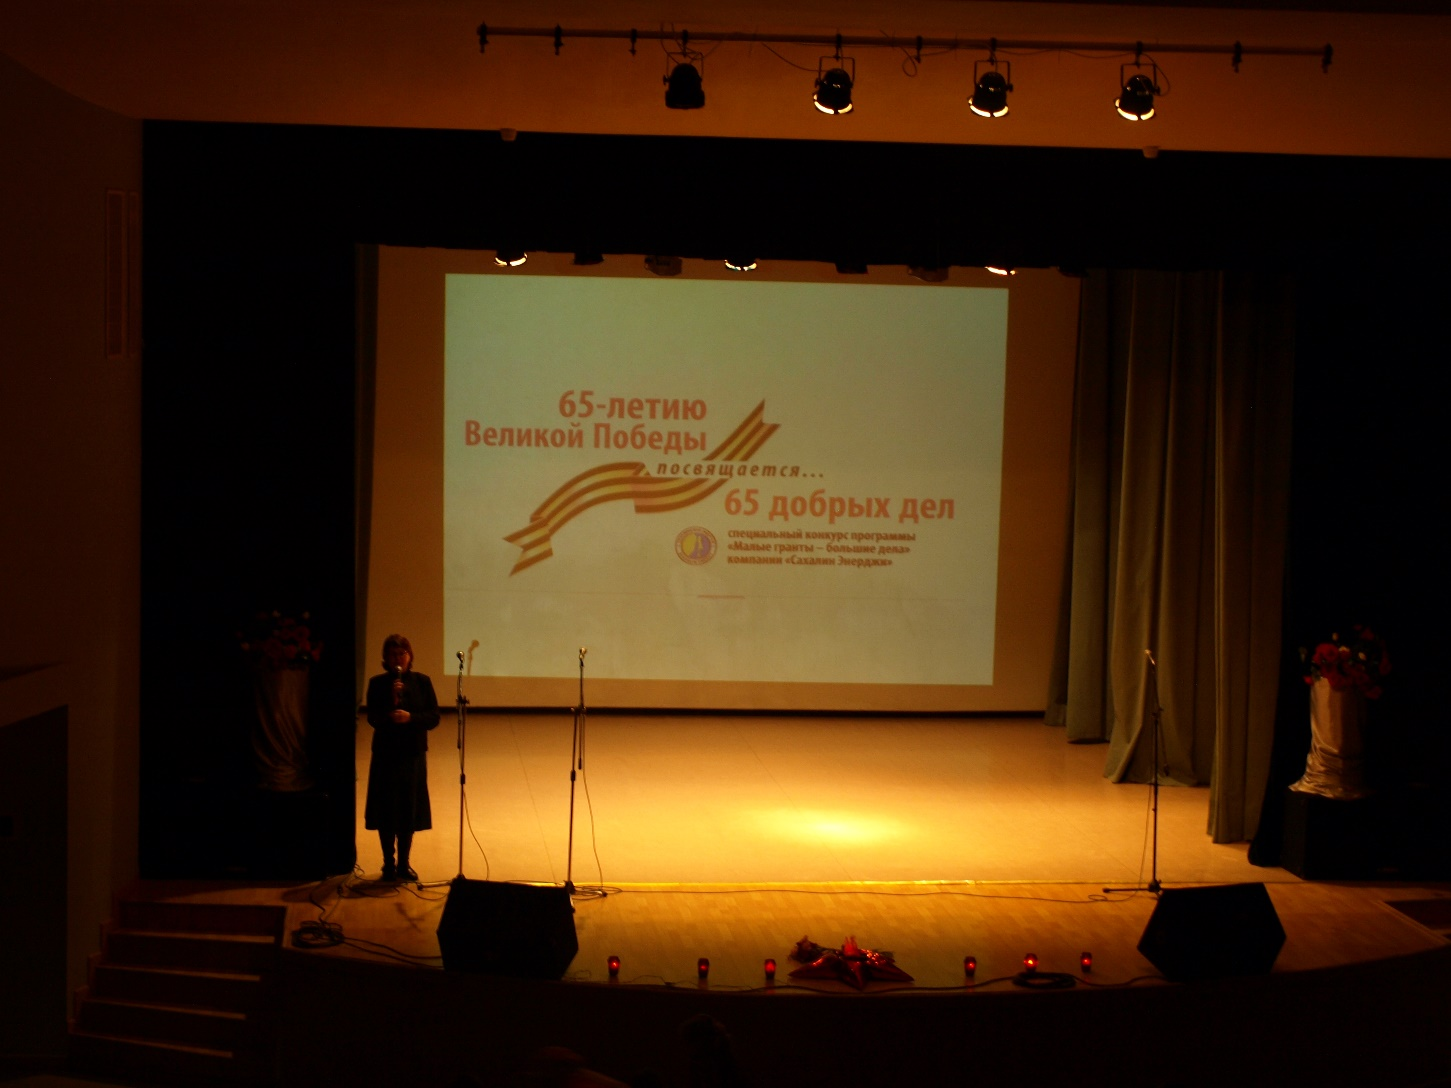 65-летию
Великой Победы
посвящается...
65 добрых дел
специальный конкурс программы
«Малые гранты – большие дела»
компании «Сахалин Энерджи»